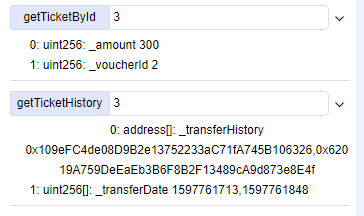 getTicketById 3
0: uint256: _amount 300
1: uint256: _voucherId 2
getTicketHistory 3
0: address[]: _transferHistory
0x109eFC4de08D9B2e13752233aC71fA745B106326,0x620
19A759DeEaEb3B6F8B2F13489cA9d873e8E4f
1: uint256[]: _transferDate 1597761713,1597761848